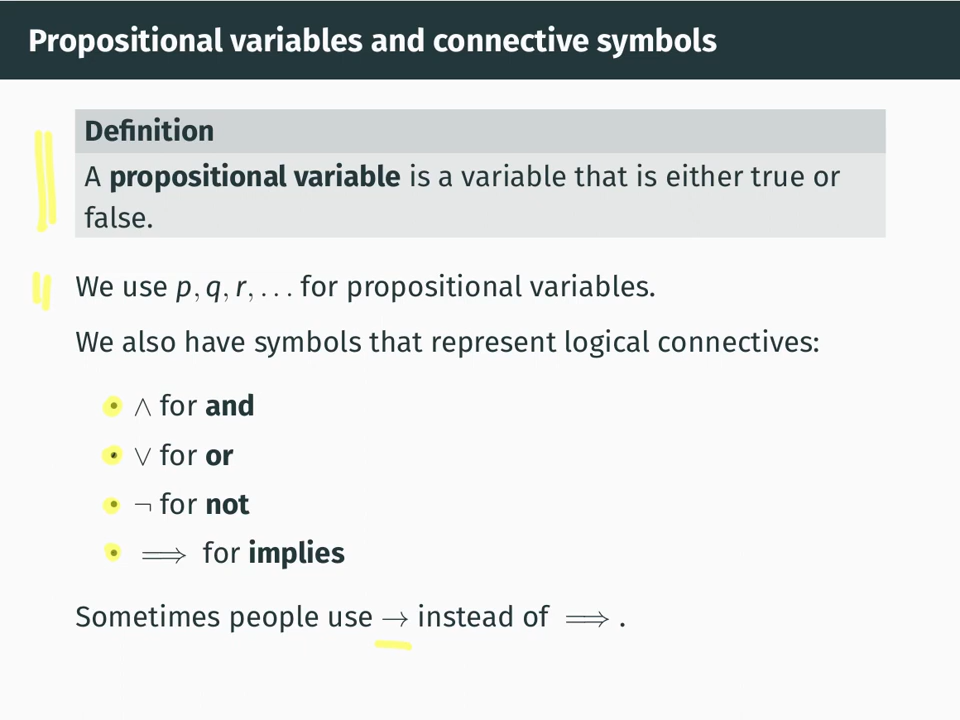 Propositional variables and connective symbols
Definition
A propositional variable is a variable that is either true or
false.
We use p, q, r, . . . for propositional variables.
We also have symbols that represent logical connectives:
• ∧ for and
• ∨ for or
• ¬ for not
• ⟹ for implies
Sometimes people use → instead of ⟹ .